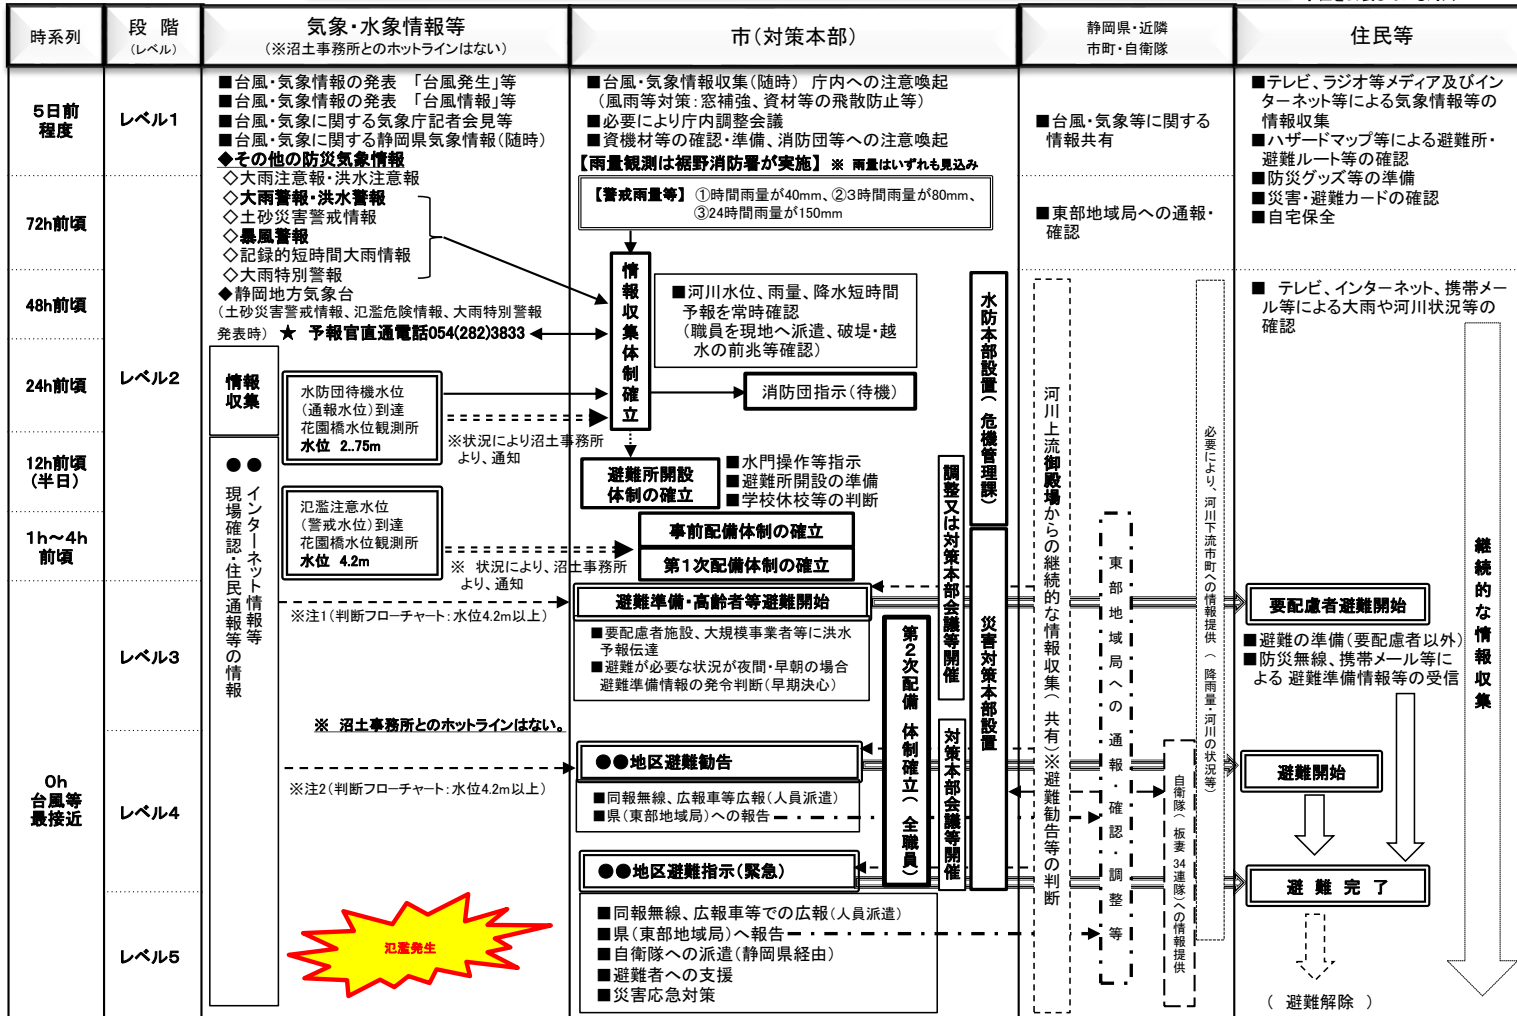 時系列
段 階
(レベル)
気象・水象情報等
(※沼土事務所とのホットラインはない)
市(対策本部)
静岡県・近隣
市町・自衛隊
住民等
5日前
程度
72h前頃
48h前頃
24h前頃
12h前頃
(半日)
1h～4h
前頃
0h
台風等
最接近
レベル1
レベル2
レベル3
レベル4
レベル5
■台風・気象情報の発表 「台風発生」等
■台風・気象情報の発表 「台風情報」等
■台風・気象に関する気象庁記者会見等
■台風・気象に関する静岡県気象情報(随時)
◆その他の防災気象情報
◇大雨注意報・洪水注意報
◇大雨警報・洪水警報
◇土砂災害警戒情報
◇暴風警報
◇記録的短時間大雨情報
◇大雨特別警報
◆静岡地方気象台
(土砂災害警戒情報、氾濫危険情報、大雨特別警報
発表時) ★ 予報官直通電話054(282)3833
情報
収集
水防団待機水位
(通報水位)到達
花園橋水位観測所
水位 2..75m
※状況により沼土事務所
より、通知
●●
インターネット情報等
現場確認・住民通報等の情報
氾濫注意水位
(警戒水位)到達
花園橋水位観測所
水位 4.2m
※ 状況により、沼土事務所
より、通知
※注1(判断フローチャート:水位4.2m以上)
※ 沼土事務所とのホットラインはない。
※注2(判断フローチャート:水位4.2m以上)
氾濫発生
■台風・気象情報収集(随時) 庁内への注意喚起
(風雨等対策:窓補強、資材等の飛散防止等)
■必要により庁内調整会議
■資機材等の確認・準備、消防団等への注意喚起
【雨量観測は裾野消防署が実施】 ※ 雨量はいずれも見込み
【警戒雨量等】 ①時間雨量が40mm、②3時間雨量が80mm、
③24時間雨量が150mm
情報収集体制確立
■河川水位、雨量、降水短時間
予報を常時確認
(職員を現地へ派遣、破堤・越
水の前兆等確認)
消防団指示(待機)
避難所開設
体制の確立
■水門操作等指示
■避難所開設の準備
■学校休校等の判断
事前配備体制の確立
第1次配備体制の確立
避難準備・高齢者等避難開始
■要配慮者施設、大規模事業者等に洪水
予報伝達
■避難が必要な状況が夜間・早朝の場合
避難準備情報の発令判断(早期決心)
●●地区避難勧告
■同報無線、広報車等広報(人員派遣)
■県(東部地域局)への報告
●●地区避難指示(緊急)
■同報無線、広報車等での広報(人員派遣)
■県(東部地域局)へ報告
■自衛隊への派遣(静岡県経由)
■避難者への支援
■災害応急対策
第2次配備 体制確立(全職員)
調整又は対策本部会議等開催
対策本部会議等開催
水防本部設置(危機管理課)
災害対策本部設置
■台風・気象等に関する
情報共有
■東部地域局への通報・
確認
河川上流御殿場からの継続的な情報収集(共有)※避難勧告等の判断
東部地域局への通報・確認・調整等
自衛隊(板妻34連隊)への情報提供
必要により、河川下流市町への情報提供(降雨量・河川の状況等)
■テレビ、ラジオ等メディア及びイン
ターネット等による気象情報等の
情報収集
■ハザードマップ等による避難所・
避難ルート等の確認
■防災グッズ等の準備
■災害・避難カードの確認
■自宅保全
■ テレビ、インターネット、携帯メー
ル等による大雨や河川状況等の
確認
要配慮者避難開始
■避難の準備(要配慮者以外)
■防災無線、携帯メール等に
よる 避難準備情報等の受信
避難開始
避 難 完 了
( 避難解除 )
継続的な情報収集